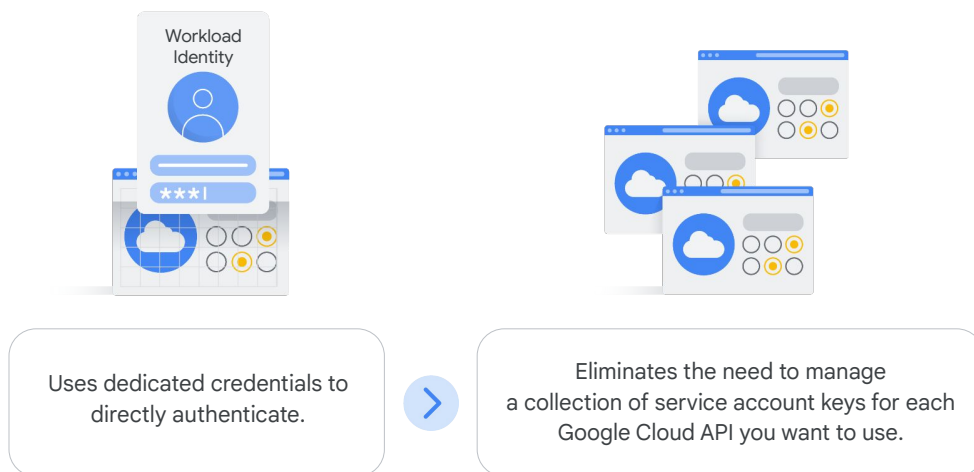 Workload
Identity
***|
Uses dedicated credentials to
directly authenticate.
Eliminates the need to manage
a collection of service account keys for each
Google Cloud API you want to use.